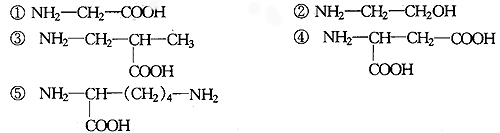 ① NH₂—CH₂—COOH ② NH₂—CH₂—CH₂OH
③ NH₂—CH₂—CH—CH₃ ④ NH₂—CH—CH₂—COOH
COOH COOH
⑤ NH₂—CH—(CH₂)₄—NH₂
COOH